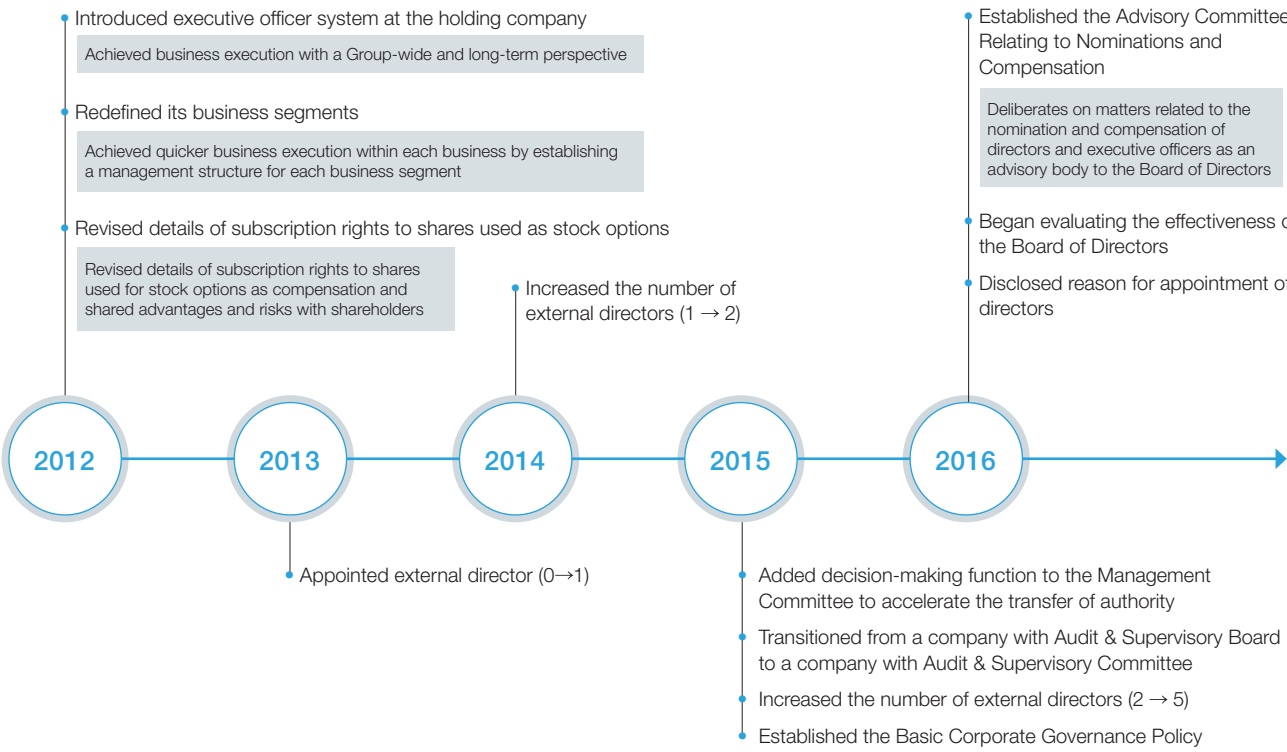 Introduced executive officer system at the holding company
Achieved business execution with a Group-wide and long-term perspective
Redefined its business segments
Achieved quicker business execution within each business by establishing
a management structure for each business segment
Revised details of subscription rights to shares used as stock options
Revised details of subscription rights to shares
used for stock options as compensation and
shared advantages and risks with shareholders
Increased the number of
external directors (1 → 2)
Established the Advisory Committee
Relating to Nominations and
Compensation
Deliberates on matters related to the
nomination and compensation of
directors and executive officers as an
advisory body to the Board of Directors
Began evaluating the effectiveness
the Board of Directors
Disclosed reason for appointment
directors
2012
2013
2014
2015
2016
Appointed external director (0→1)
Added decision-making function to the Management
Committee to accelerate the transfer of authority
Transitioned from a company with Audit & Supervisory Board
to a company with Audit & Supervisory Committee
Increased the number of external directors (2 → 5)
Established the Basic Corporate Governance Policy